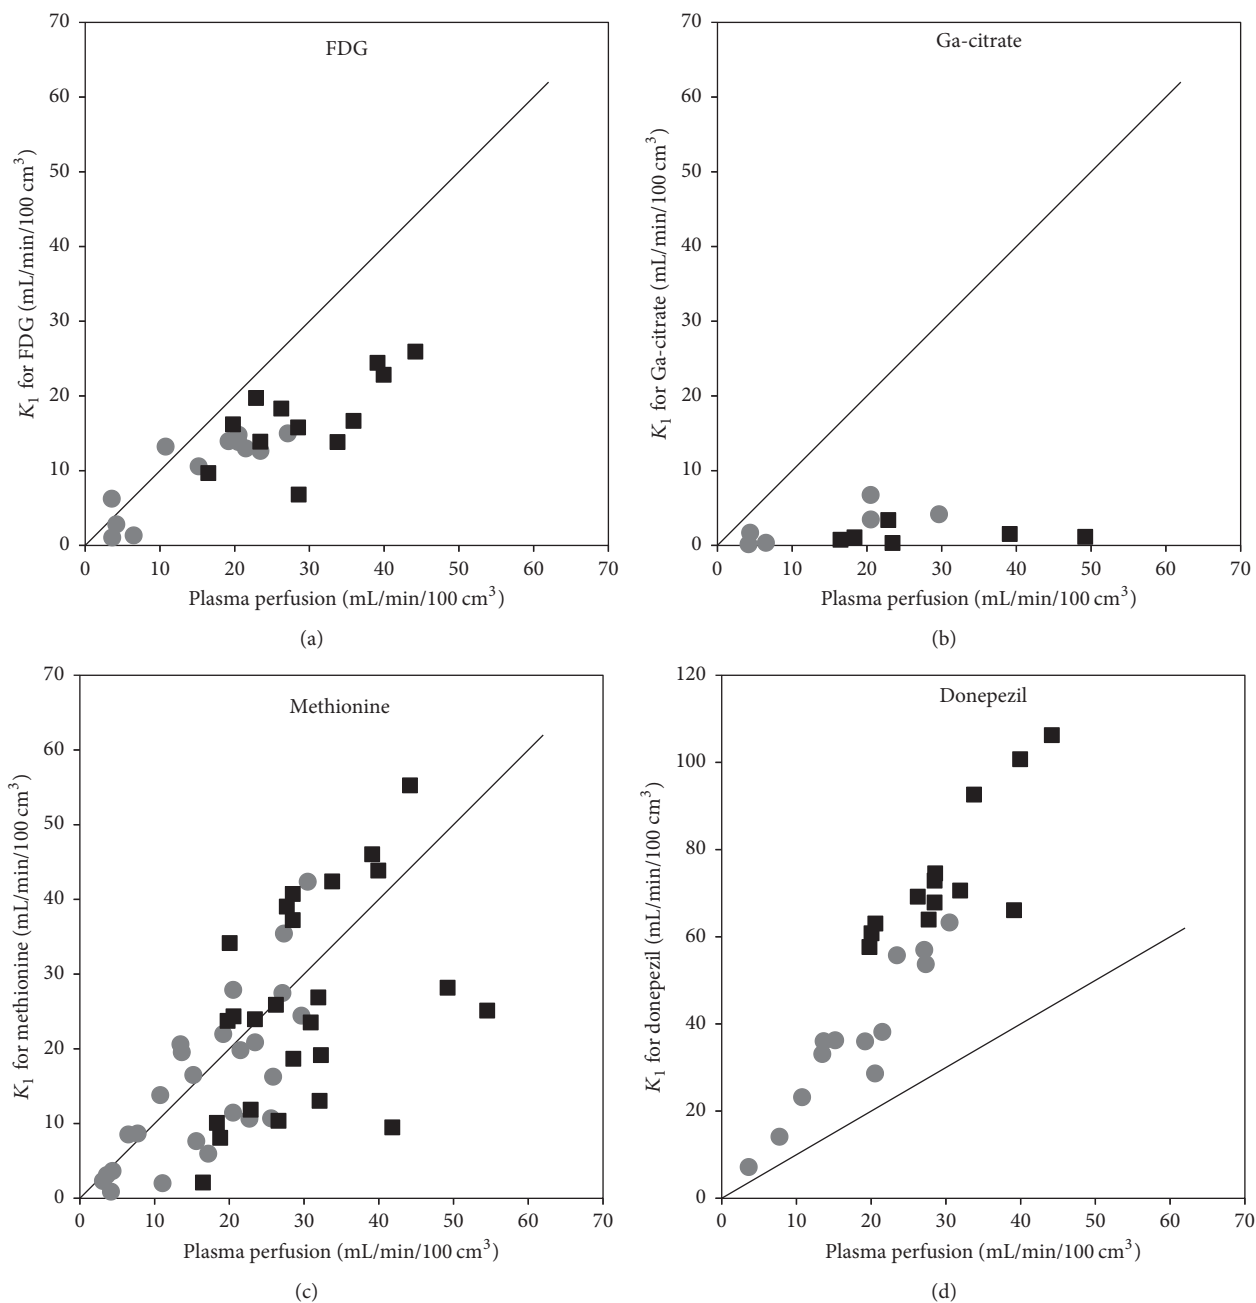 FDG
70
60
50
40
30
20
10
0
K₁ for FDG (mL/min/100 cm³)
0 10 20 30 40 50 60 70
Plasma perfusion (mL/min/100 cm³)
(a)
Ga-citrate
70
60
50
40
30
20
10
0
K₁ for Ga-citrate (mL/min/100 cm³)
0 10 20 30 40 50 60 70
Plasma perfusion (mL/min/100 cm³)
(b)
Methionine
70
60
50
40
30
20
10
0
K₁ for methionine (mL/min/100 cm³)
0 10 20 30 40 50 60 70
Plasma perfusion (mL/min/100 cm³)
(c)
Donepezil
120
100
80
60
40
20
0
K₁ for donepezil (mL/min/100 cm³)
0 10 20 30 40 50 60 70
Plasma perfusion (mL/min/100 cm³)
(d)